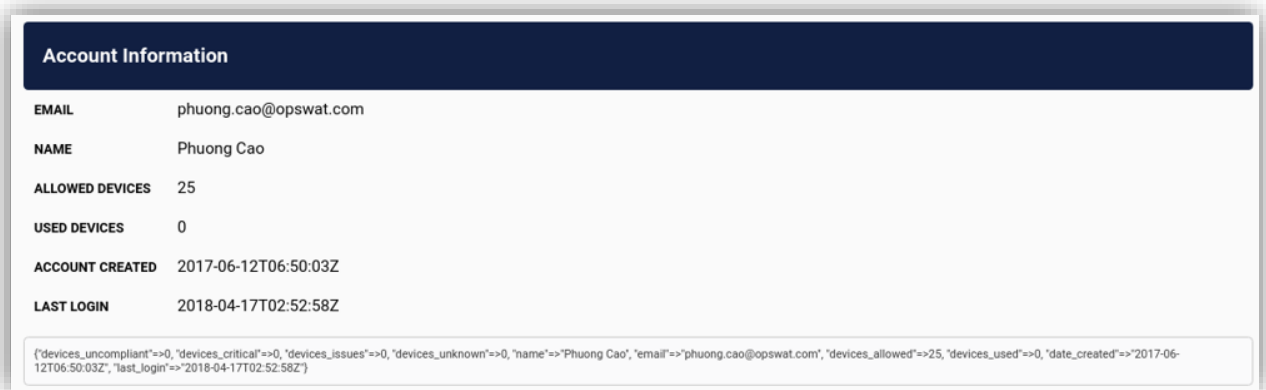 Account Information
EMAIL phuong.cao@opswat.com
NAME Phuong Cao
ALLOWED DEVICES 25
USED DEVICES 0
ACCOUNT CREATED 2017-06-12T06:50:03Z
LAST LOGIN 2018-04-17T02:52:58Z
{"devices_uncompliant"=>0, "devices_critical"=>0, "devices_issues"=>0, "devices_unknown"=>0, "name"=>"Phuong Cao", "email"=>"phuong.cao@opswat.com", "devices_allowed"=>25, "devices_used"=>0, "date_created"=>"2017-06-
12T06:50:03Z", "last_login"=>"2018-04-17T02:52:58Z"}